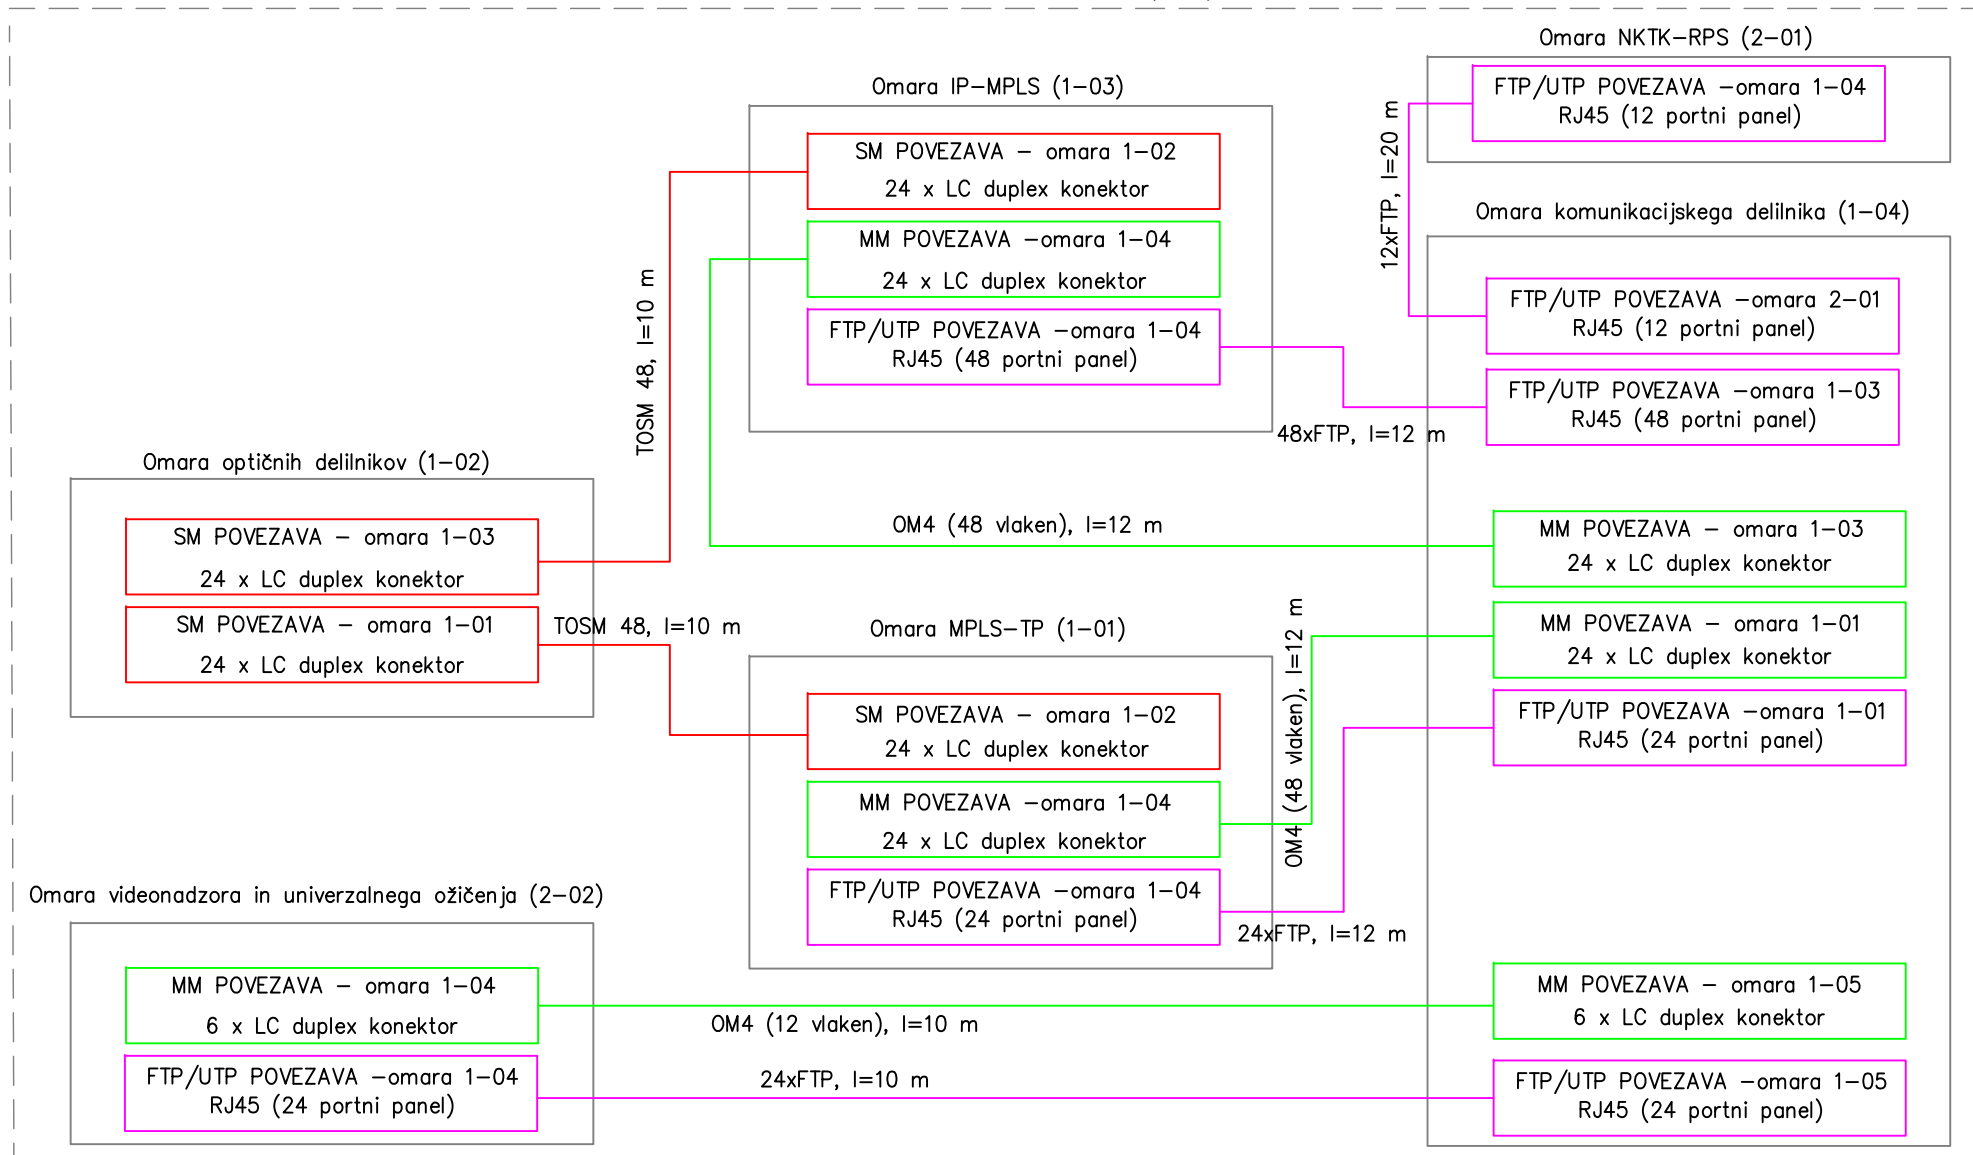 Omara NKTK-RPS (2-01)
FTP/UTP POVEZAVA -omara 1-04
RJ45 (12 portni panel)
12xFTP, l=20 m
Omara IP-MPLS (1-03)
SM POVEZAVA - omara 1-02
24 x LC duplex konektor
MM POVEZAVA -omara 1-04
24 x LC duplex konektor
FTP/UTP POVEZAVA -omara 1-04
RJ45 (48 portni panel)
Omara komunikacijskega delilnika (1-04)
FTP/UTP POVEZAVA -omara 2-01
RJ45 (12 portni panel)
FTP/UTP POVEZAVA -omara 1-03
RJ45 (48 portni panel)
48xFTP, l=12 m
TOSM 48, l=10 m
Omara optičnih delilnikov (1-02)
SM POVEZAVA - omara 1-03
24 x LC duplex konektor
SM POVEZAVA - omara 1-01
24 x LC duplex konektor
TOSM 48, l=10 m
OM4 (48 vlaken), l=12 m
MM POVEZAVA - omara 1-03
24 x LC duplex konektor
MM POVEZAVA - omara 1-01
24 x LC duplex konektor
FTP/UTP POVEZAVA -omara 1-01
RJ45 (24 portni panel)
OM4 (48 vlaken), l=12 m
Omara MPLS-TP (1-01)
SM POVEZAVA - omara 1-02
24 x LC duplex konektor
MM POVEZAVA -omara 1-04
24 x LC duplex konektor
FTP/UTP POVEZAVA -omara 1-04
RJ45 (24 portni panel)
24xFTP, l=12 m
Omara videonadzora in univerzalnega ožičenja (2-02)
MM POVEZAVA - omara 1-04
6 x LC duplex konektor
FTP/UTP POVEZAVA -omara 1-04
RJ45 (24 portni panel)
OM4 (12 vlaken), l=10 m
24xFTP, l=10 m
MM POVEZAVA - omara 1-05
6 x LC duplex konektor
FTP/UTP POVEZAVA -omara 1-05
RJ45 (24 portni panel)